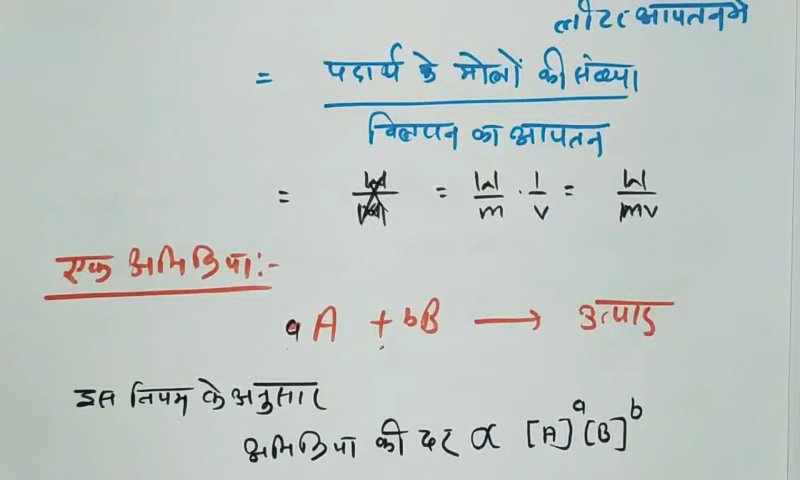 लीटर आयतन में
= पदार्थ के मोलों की संख्या
विलयन का आयतन
= = W/m . 1/v = W/mv
एक अभिक्रिया :-
aA + bB ⟶ उत्पाद
इस नियम के अनुसार
अभिक्रिया की दर ∝ [A]^a [B]^b